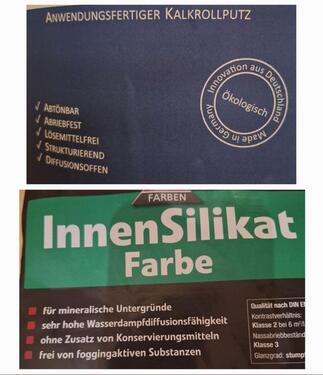 ANWENDUNGSFERTIGER KALKROLLPUTZ
Innovation aus Deutschland
Ökologisch
Made in Germany
✓ ABTÖNBAR
✓ ABRIEBFEST
✓ LÖSEMITTELFREI
✓ STRUKTURIEREND
✓ DIFFUSIONSOFFEN
FARBEN
InnenSilikat
Farbe
für mineralische Untergründe
sehr hohe Wasserdampfdiffusionsfähigkeit
ohne Zusatz von Konservierungsmitteln
frei von foggingaktiven Substanzen
Qualität nach DIN E
Kontrastverhältnis:
Klasse 2 bei 6 m²/l
Nassabriebbeständ
Klasse 3
Glanzgrad: stumpf